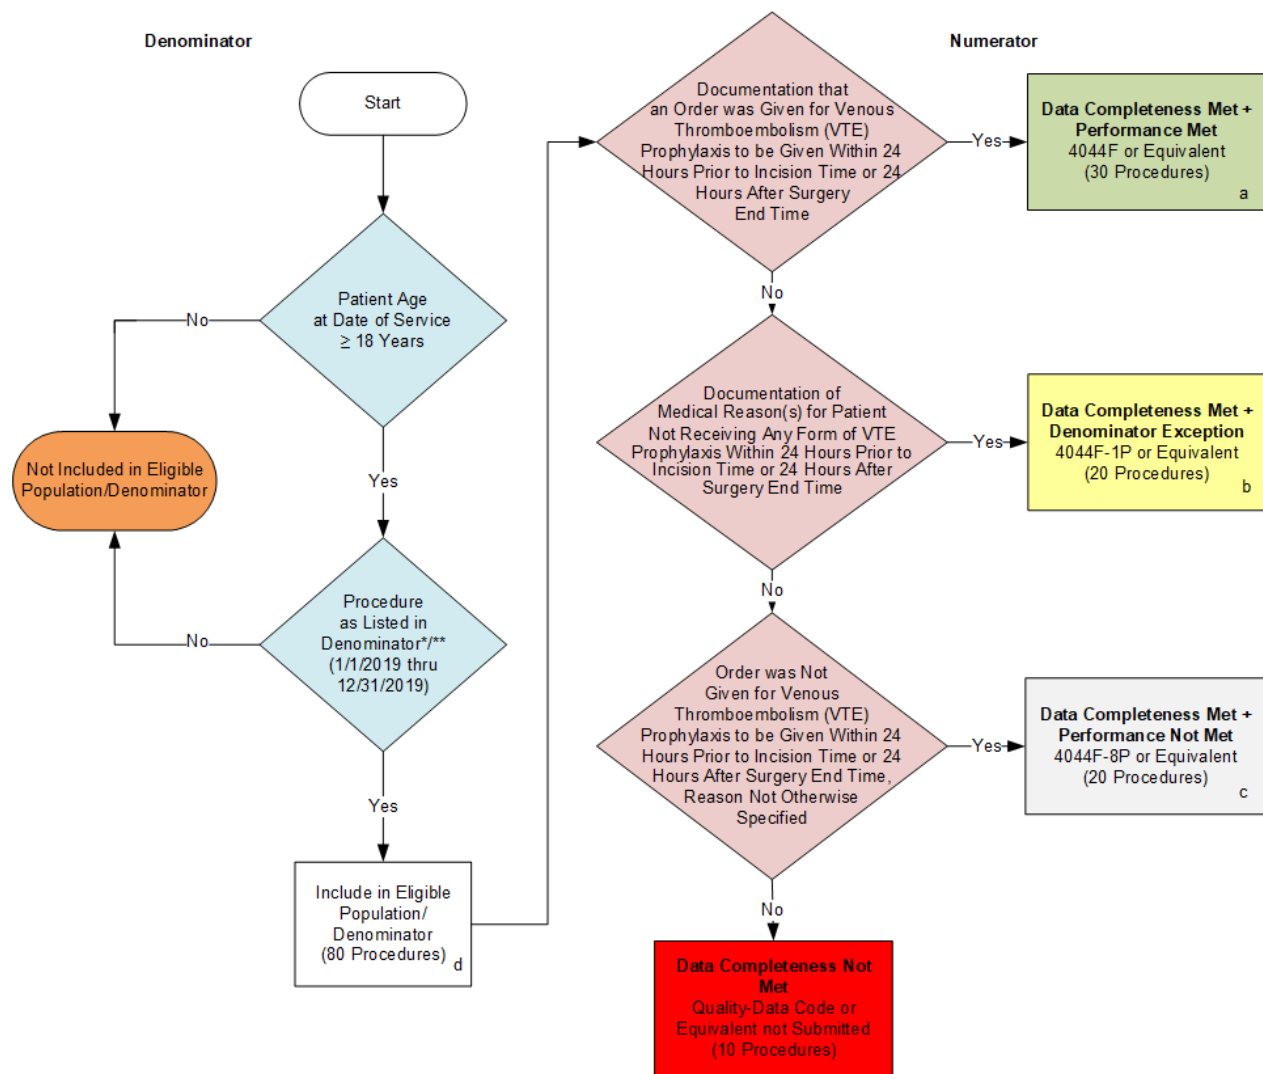 Denominator
Start
Patient Age
at Date of Service
≥ 18 Years
No
Yes
Not Included in Eligible
Population/Denominator
Procedure
as Listed in
Denominator*/**
(1/1/2019 thru
12/31/2019)
No
Yes
Include in Eligible
Population/
Denominator
(80 Procedures)
d
Numerator
Documentation that
an Order was Given for Venous
Thromboembolism (VTE)
Prophylaxis to be Given Within 24
Hours Prior to Incision Time or 24
Hours After Surgery
End Time
Yes
Data Completeness Met +
Performance Met
4044F or Equivalent
(30 Procedures)
a
No
Documentation of
Medical Reason(s) for Patient
Not Receiving Any Form of VTE
Prophylaxis Within 24 Hours Prior to
Incision Time or 24 Hours After
Surgery End Time
Yes
Data Completeness Met +
Denominator Exception
4044F-1P or Equivalent
(20 Procedures)
b
No
Order was Not
Given for Venous
Thromboembolism (VTE)
Prophylaxis to be Given Within 24
Hours Prior to Incision Time or 24
Hours After Surgery End Time,
Reason Not Otherwise
Specified
Yes
Data Completeness Met +
Performance Not Met
4044F-8P or Equivalent
(20 Procedures)
c
No
Data Completeness Not
Met
Quality-Data Code or
Equivalent not Submitted
(10 Procedures)